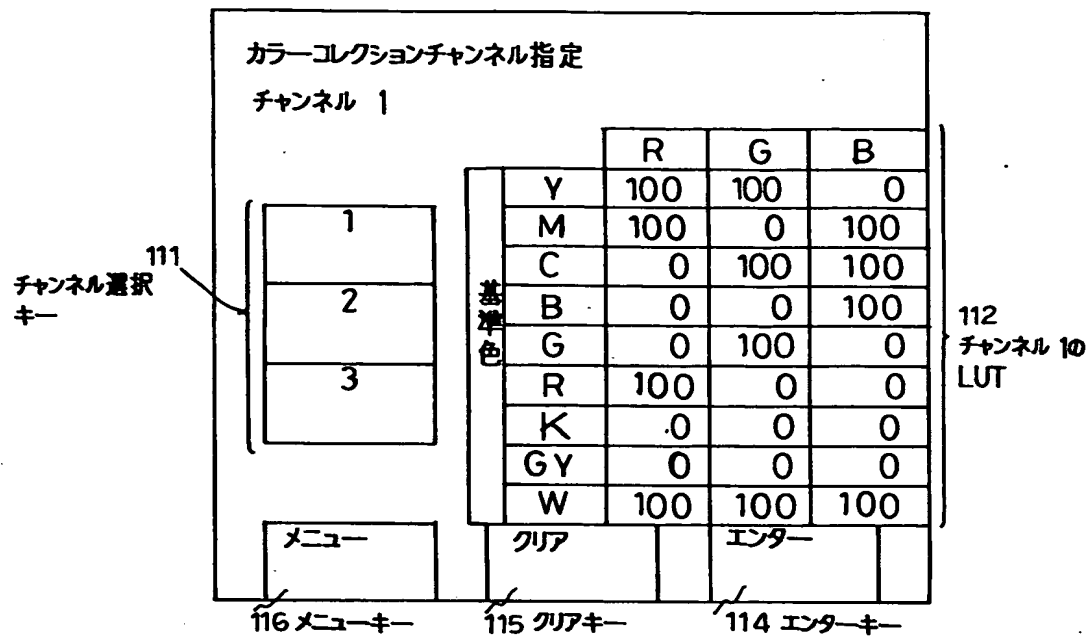 カラーコレクションチャンネル指定
チャンネル 1
R G B
Y 100 100 0
M 100 0 100
C 0 100 100
B 0 0 100
G 0 100 0
R 100 0 0
K 0 0 0
GY 0 0 0
W 100 100 100
基準色
1
2
3
111
チャンネル選択
キー
112
チャンネル 1の
LUT
メニュー
クリア
エンター
116 メニューキー
115 クリアキー
114 エンターキー